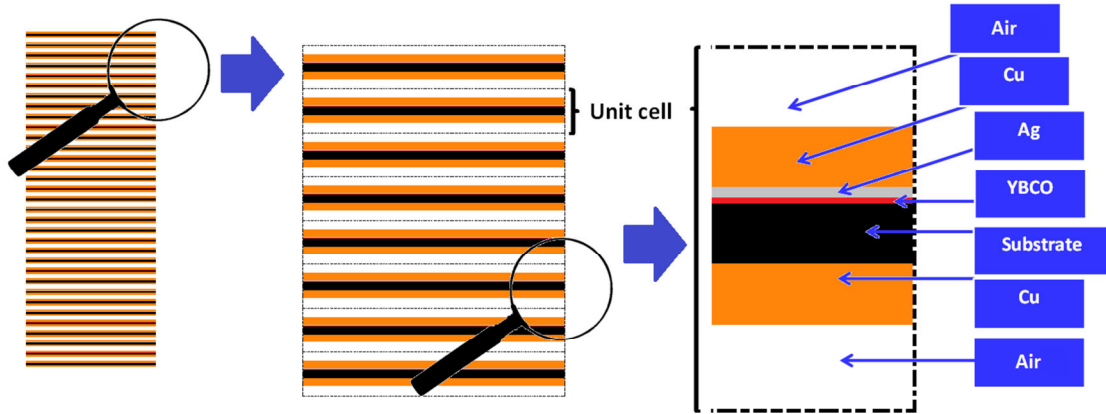 Air
Cu
Ag
Unit cell
YBCO
Substrate
Cu
Air